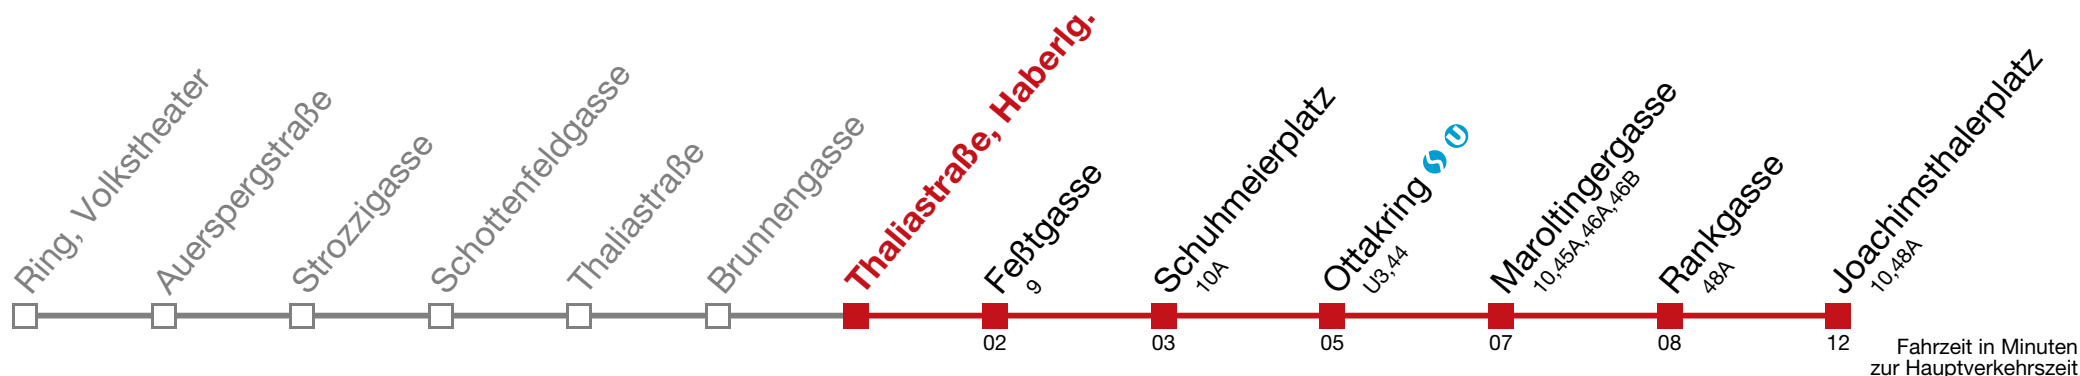 Ring, Volkstheater
Auerspergstraße
Strozzigasse
Schottenfeldgasse
Thaliastraße
Brunnengasse
Thaliastraße, Haberlg.
Feßtgasse
9
Schuhmeierplatz
10A
Ottakring S U
U3,44
Maroltingergasse
10,45A,46A,46B
Rankgasse
48A
Joachimsthalerplatz
10,48A
02
03
05
07
08
12
Fahrzeit in Minuten
zur Hauptverkehrszeit